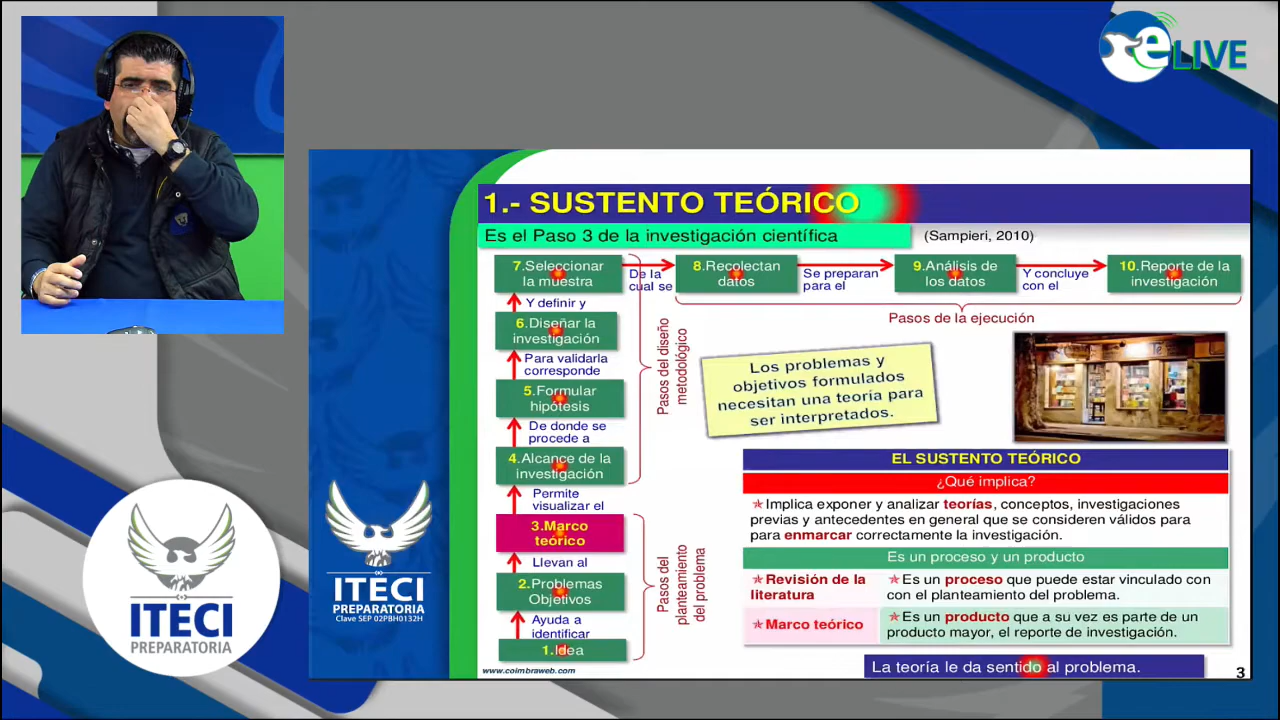 eLIVE
1.- SUSTENTO TEÓRICO
Es el Paso 3 de la investigación científica
(Sampieri, 2010)
7.Seleccionar
la muestra
De la
cual se
8.Recolectan
datos
Se preparan
para el
9.Análisis de
los datos
Y concluye
con el
10.Reporte de la
investigación
Pasos de la ejecución
Y definir y
6.Diseñar la
investigación
Para validarla
corresponde
5.Formular
hipótesis
De donde se
procede a
4.Alcance de la
investigación
Pasos del diseño
metodológico
Permite
visualizar el
3.Marco
teórico
Llevan al
2.Problemas
Objetivos
Ayuda a
identificar
1.Idea
Pasos del
planteamiento
del problema
Los problemas y
objetivos formulados
necesitan una teoría para
ser interpretados.
EL SUSTENTO TEÓRICO
¿Qué implica?
Implica exponer y analizar teorías, conceptos, investigaciones
previas y antecedentes en general que se consideren válidos para
para enmarcar correctamente la investigación.
Es un proceso y un producto
Revisión de la
literatura
Es un proceso que puede estar vinculado con
con el planteamiento del problema.
Marco teórico
Es un producto que a su vez es parte de un
producto mayor, el reporte de investigación.
La teoría le da sentido al problema.
www.coimbraweb.com
3
ITECI
PREPARATORIA
Clave SEP 02PBH0132H
ITECI
PREPARATORIA